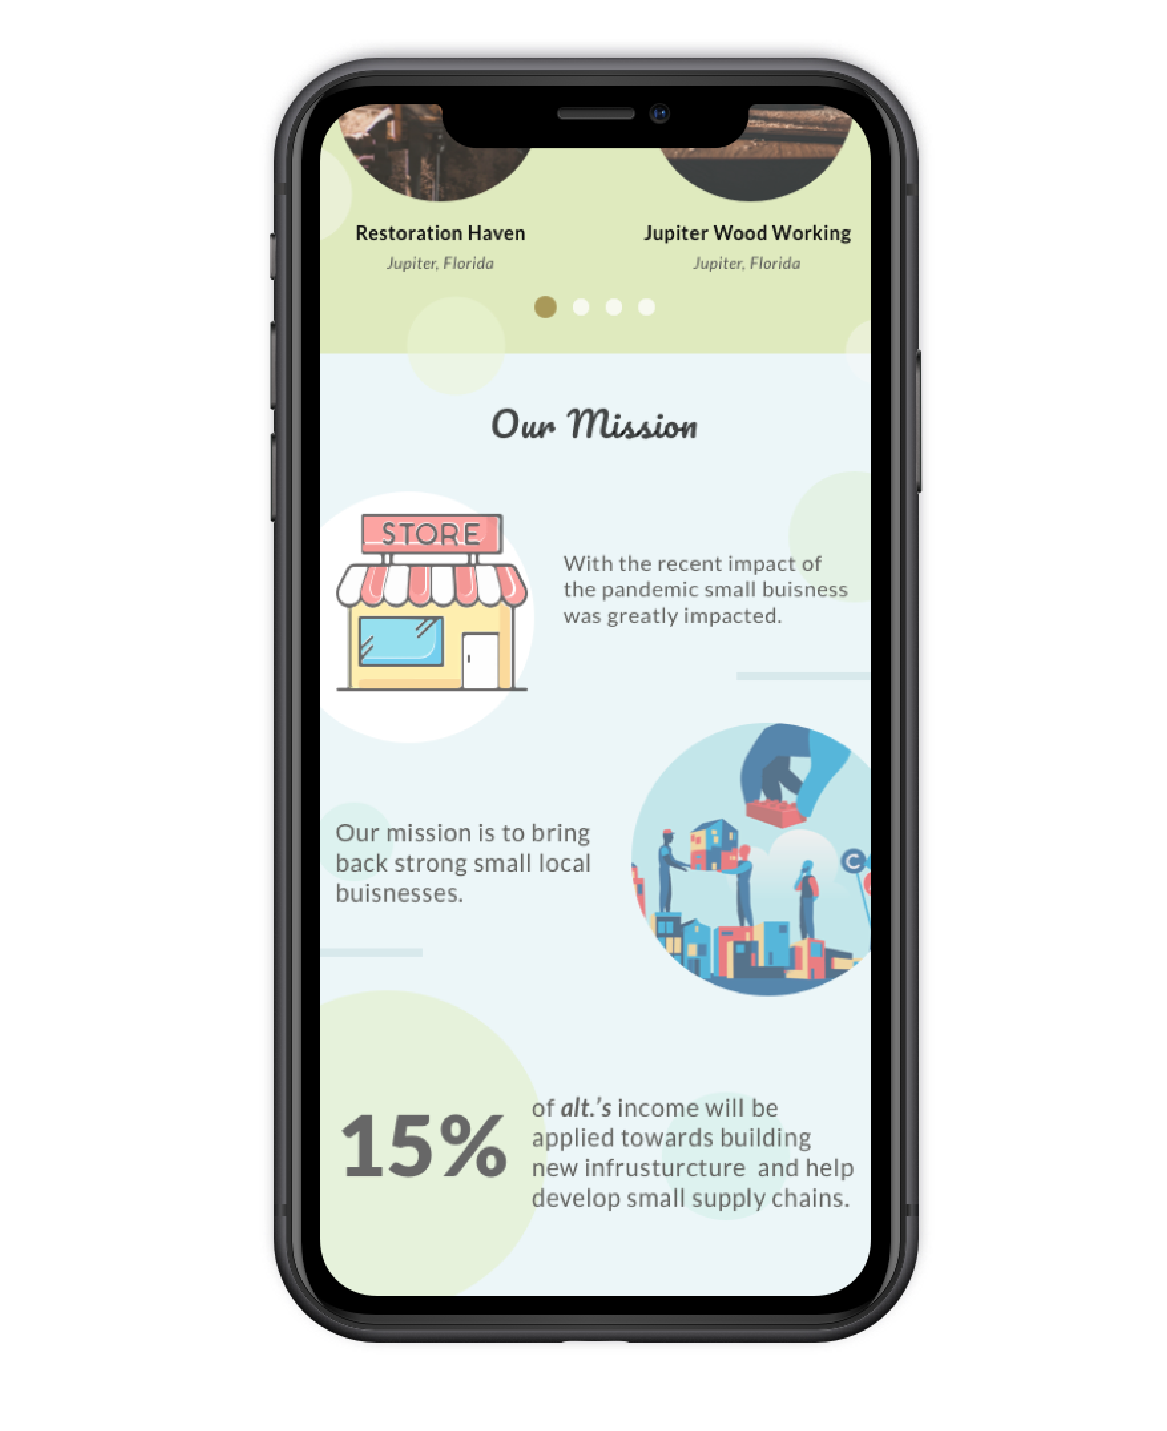 Restoration Haven
Jupiter, Florida
Jupiter Wood Working
Jupiter, Florida
Our Mission
STORE
With the recent impact of
the pandemic small buisness
was greatly impacted.
Our mission is to bring
back strong small local
buisnesses.
C
15%
of alt.'s income will be
applied towards building
new infrusturcture and help
develop small supply chains.